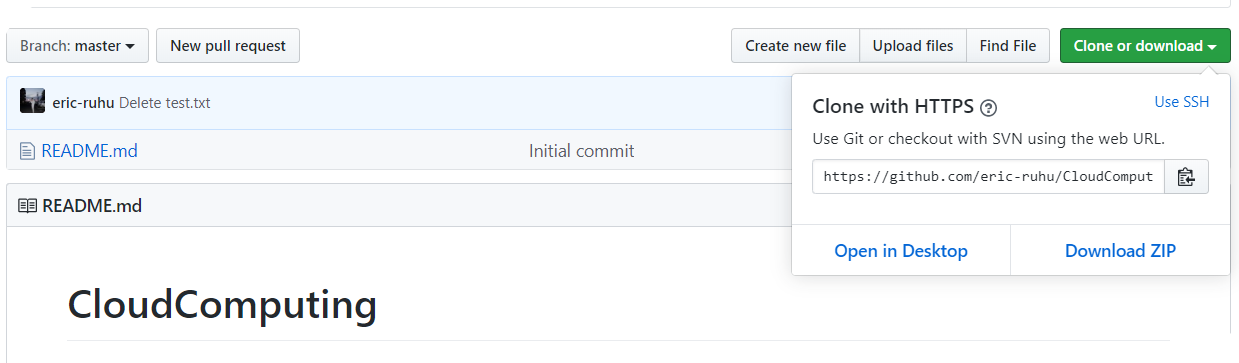 Branch: master New pull request Create new file Upload files Find File Clone or download
eric-ruhu Delete test.txt
Clone with HTTPS Use SSH
Use Git or checkout with SVN using the web URL.
https://github.com/eric-ruhu/CloudComput
Open in Desktop Download ZIP
README.md Initial commit
README.md
CloudComputing